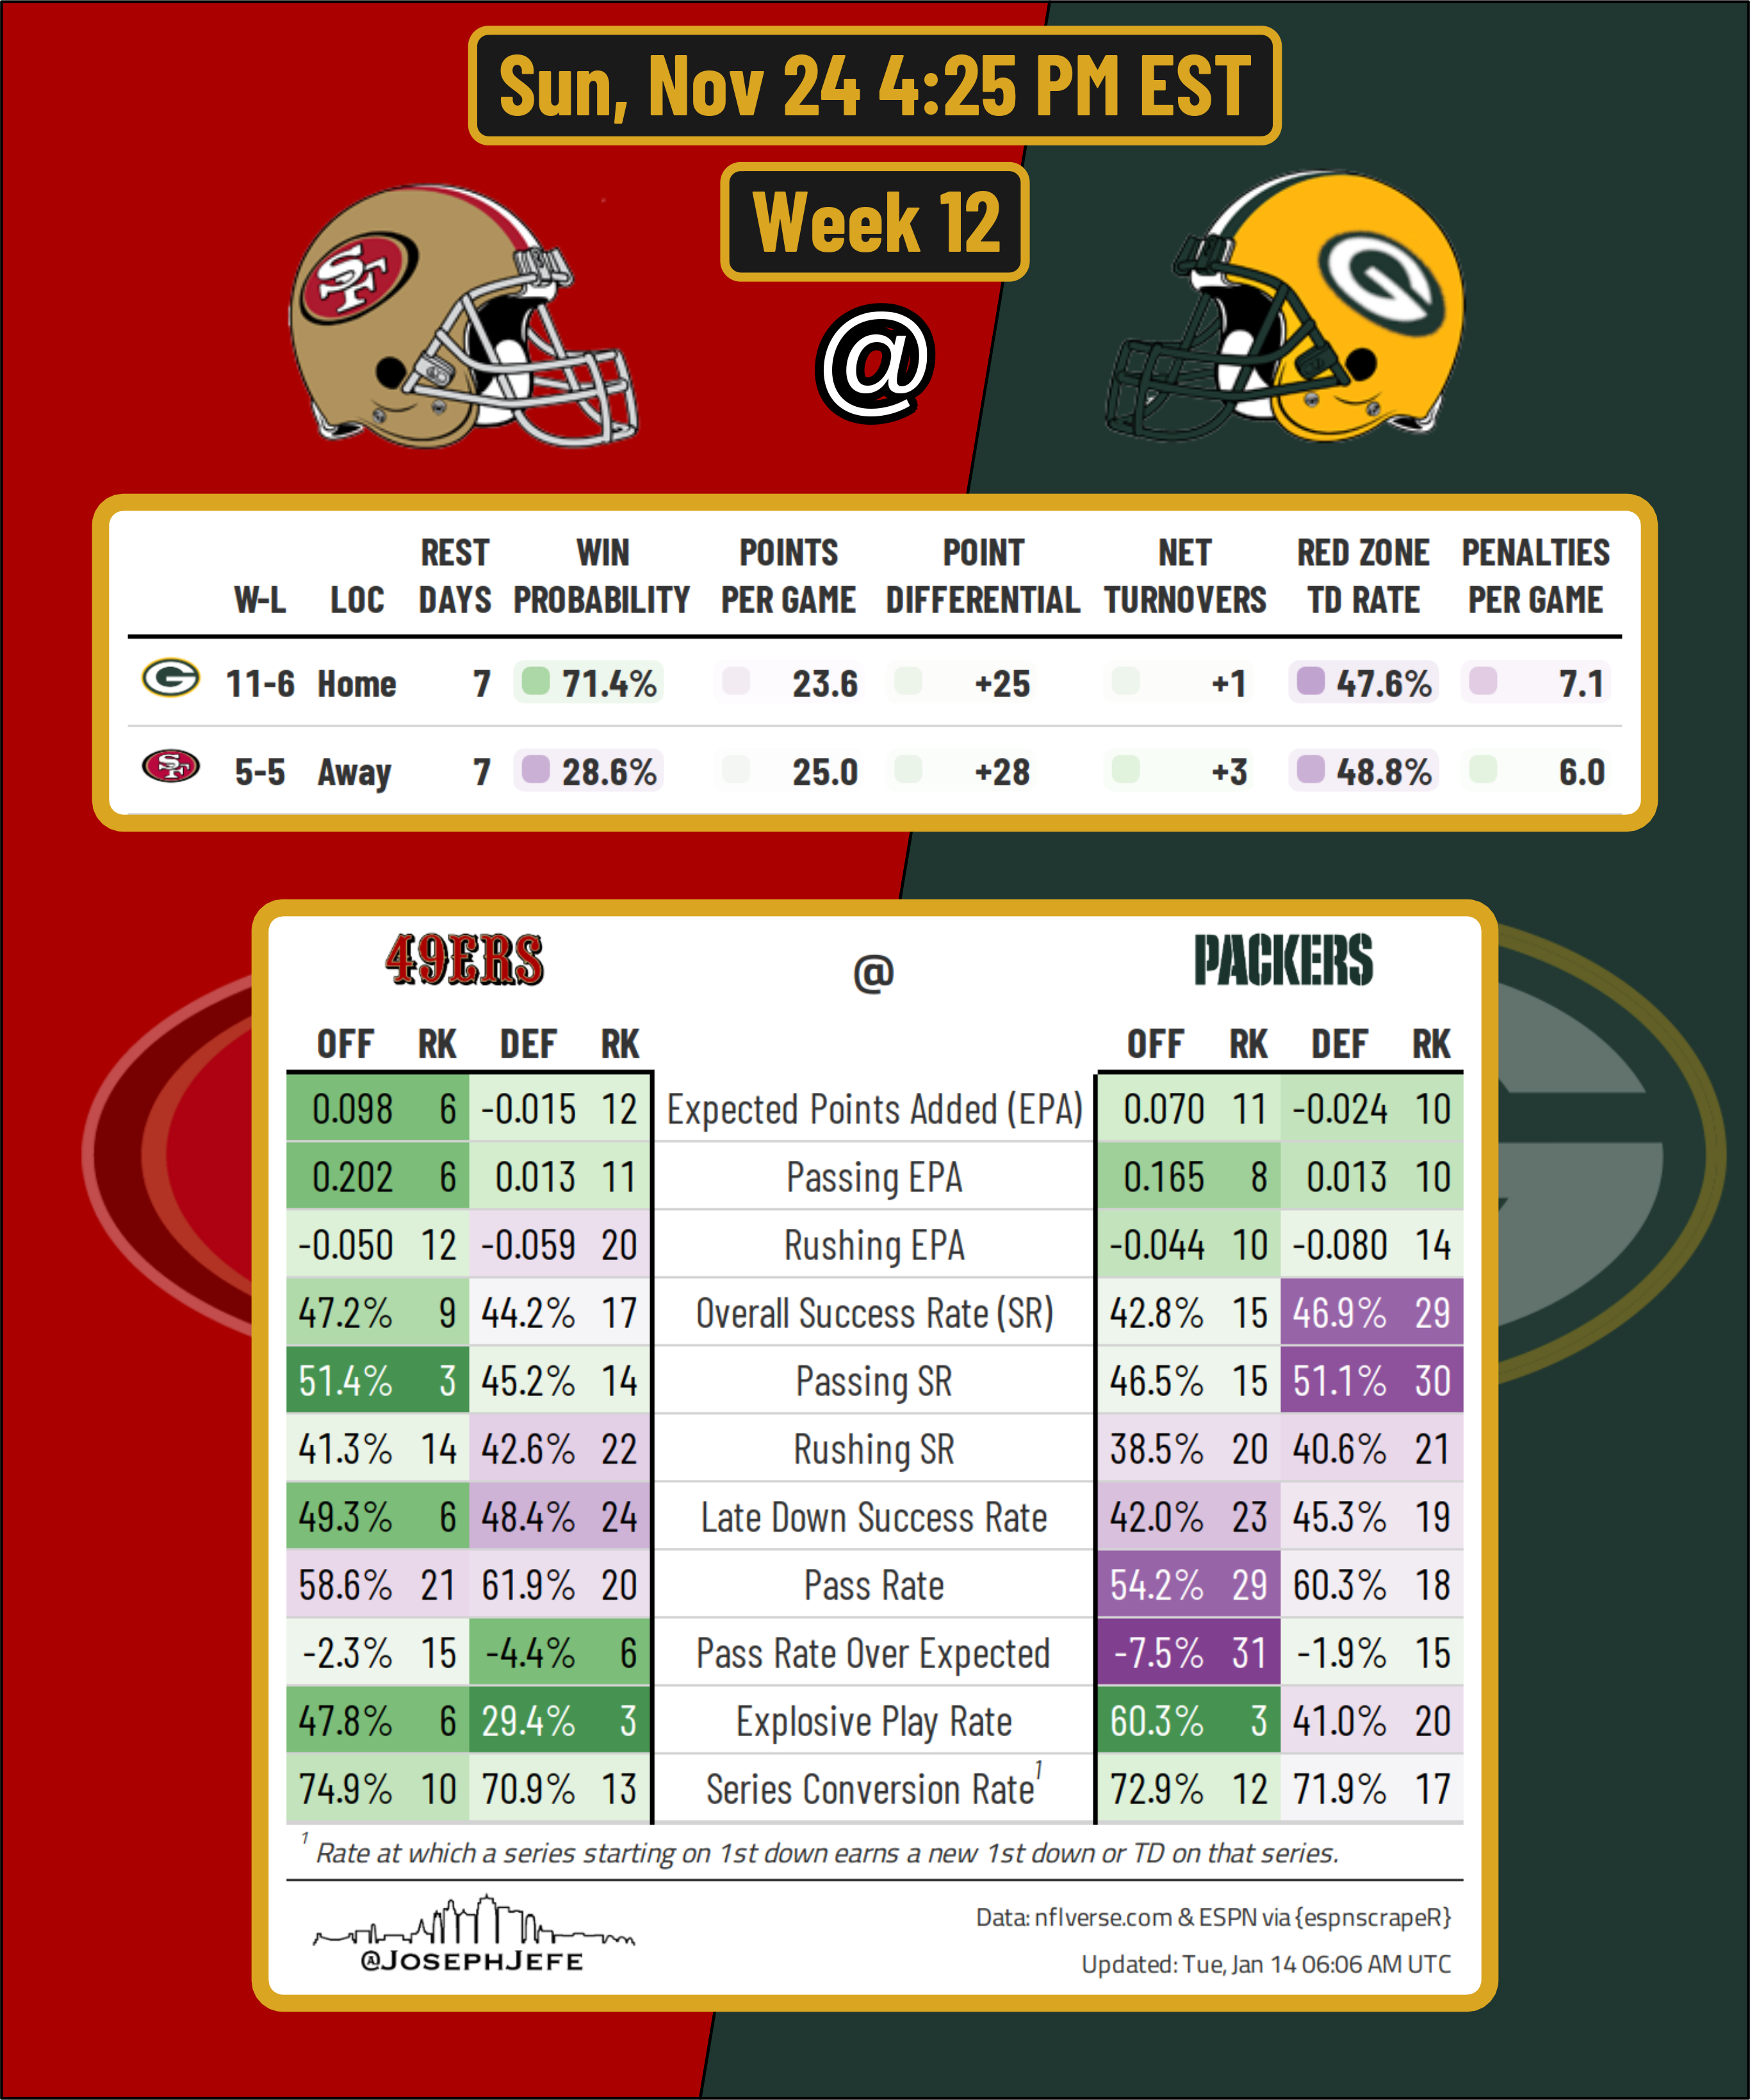 Sun, Nov 24 4:25 PM EST
Week 12
SF
@
G
REST WIN POINTS POINT NET RED ZONE PENALTIES
W-L LOC DAYS PROBABILITY PER GAME DIFFERENTIAL TURNOVERS TD RATE PER GAME
G 11-6 Home 7 71.4% 23.6 +25 +1 47.6% 7.1
SF 5-5 Away 7 28.6% 25.0 +28 +3 48.8% 6.0
49ERS @ PACKERS
OFF RK DEF RK OFF RK DEF RK
0.098 6 -0.015 12 Expected Points Added (EPA) 0.070 11 -0.024 10
0.202 6 0.013 11 Passing EPA 0.165 8 0.013 10
-0.050 12 -0.059 20 Rushing EPA -0.044 10 -0.080 14
47.2% 9 44.2% 17 Overall Success Rate (SR) 42.8% 15 46.9% 29
51.4% 3 45.2% 14 Passing SR 46.5% 15 51.1% 30
41.3% 14 42.6% 22 Rushing SR 38.5% 20 40.6% 21
49.3% 6 48.4% 24 Late Down Success Rate 42.0% 23 45.3% 19
58.6% 21 61.9% 20 Pass Rate 54.2% 29 60.3% 18
-2.3% 15 -4.4% 6 Pass Rate Over Expected -7.5% 31 -1.9% 15
47.8% 6 29.4% 3 Explosive Play Rate 60.3% 3 41.0% 20
74.9% 10 70.9% 13 Series Conversion Rate¹ 72.9% 12 71.9% 17
¹ Rate at which a series starting on 1st down earns a new 1st down or TD on that series.
@JOSEPHJEFE
Data: nflverse.com & ESPN via {espnscrapeR}
Updated: Tue, Jan 14 06:06 AM UTC